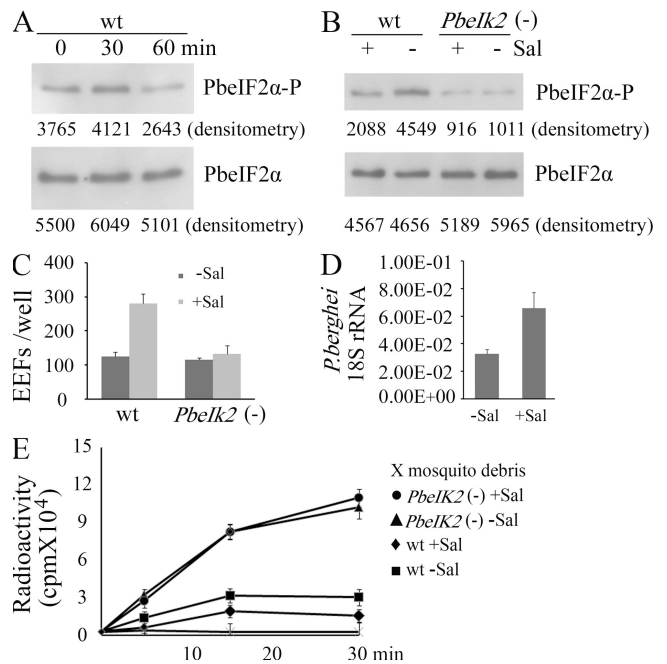 A
wt
0 30 60 min
PbeIF2α-P
3765 4121 2643 (densitometry)
PbeIF2α
5500 6049 5101 (densitometry)
B
wt PbeIk2 (-)
+ - + - Sal
PbeIF2α-P
2088 4549 916 1011 (densitometry)
PbeIF2α
4567 4656 5189 5965 (densitometry)
C
EEFs /well
400
300
200
100
0
-Sal
+Sal
wt PbeIk2 (-)
D
P.berghei
18S rRNA
1.00E-01
8.00E-02
6.00E-02
4.00E-02
2.00E-02
0.00E+00
-Sal +Sal
E
Radioactivity
(cpmX10⁴)
15
12
9
6
3
0
10 20 30 min
X mosquito debris
PbeIK2 (-) +Sal
PbeIK2 (-) -Sal
wt +Sal
wt -Sal